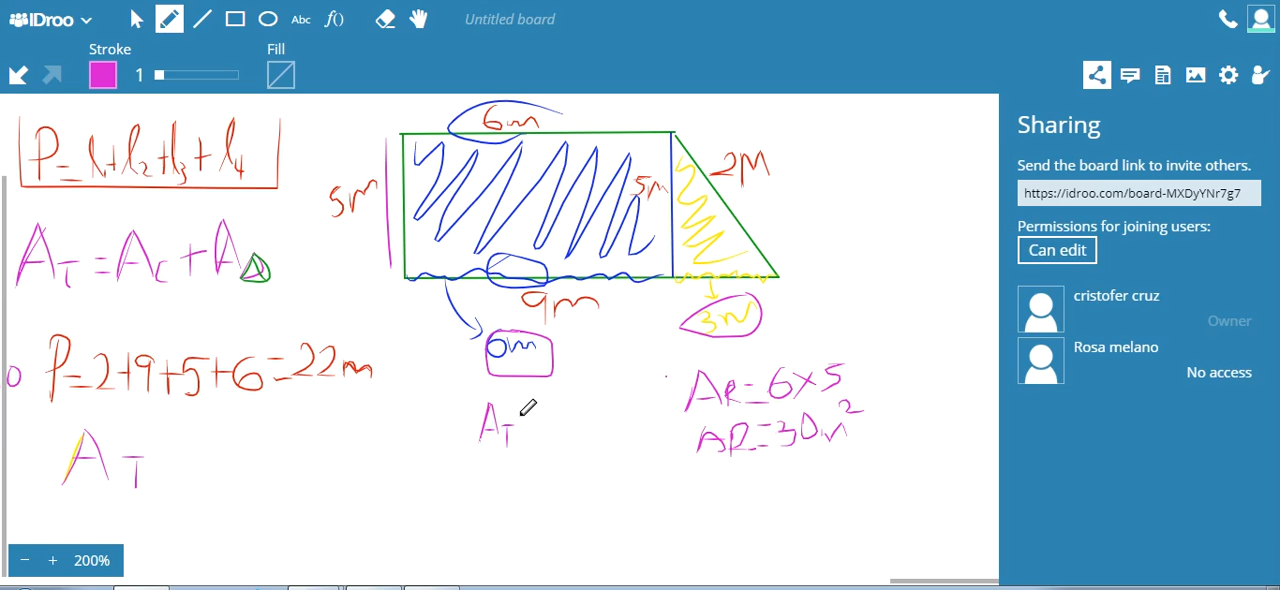 IDroo
Abc
f()
Untitled board
Stroke
1
Fill
P=l1+l2+l3+l4
6m
5m
5m
2M
AT=AC+A
9m
3m
0m
P=2+9+5+6=22m
AR=6×5
AR=30m²
AT
AT
200%
Sharing
Send the board link to invite others.
https://idroo.com/board-MXDyYNr7g7
Permissions for joining users:
Can edit
cristofer cruz
Owner
Rosa melano
No access